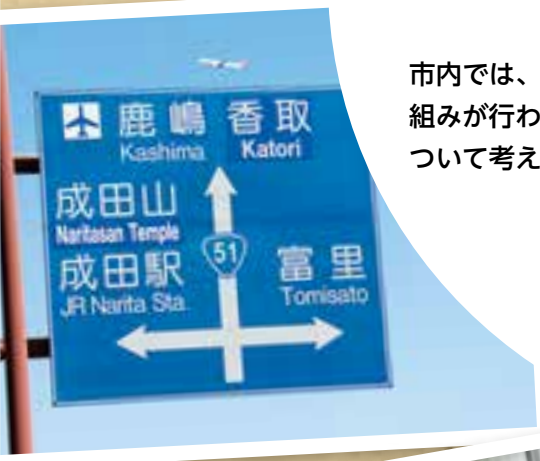 市内では、
組みが行わ
ついて考え
鹿嶋 香取
Kashima Katori
成田山
Naritasan Temple
51
成田駅
富里
JR Narita Sta.
Tomisato